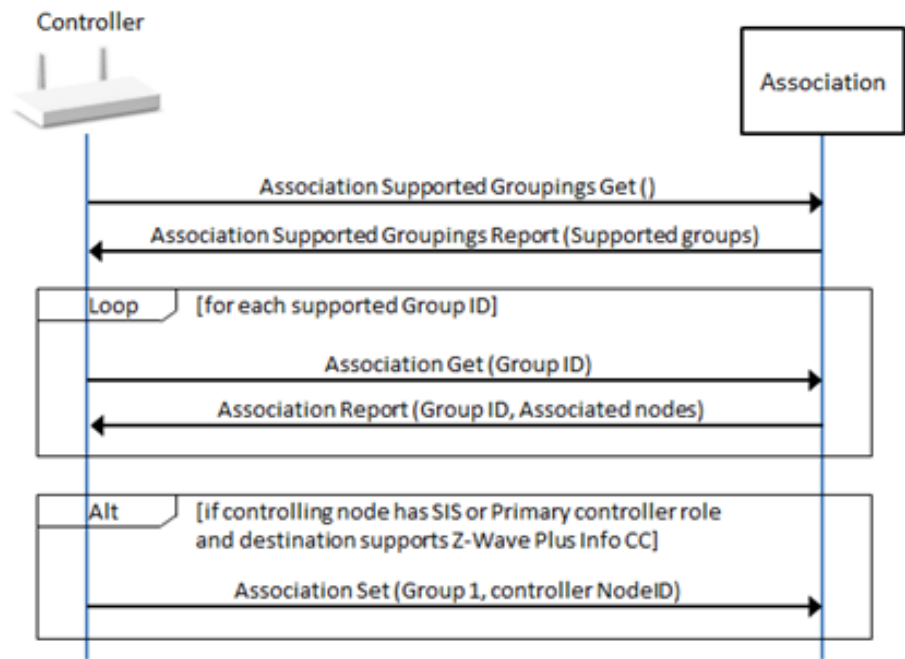 Controller
Association
Association Supported Groupings Get ()
Association Supported Groupings Report (Supported groups)
Loop [for each supported Group ID]
Association Get (Group ID)
Association Report (Group ID, Associated nodes)
Alt [if controlling node has SIS or Primary controller role
and destination supports Z-Wave Plus Info CC]
Association Set (Group 1, controller NodeID)